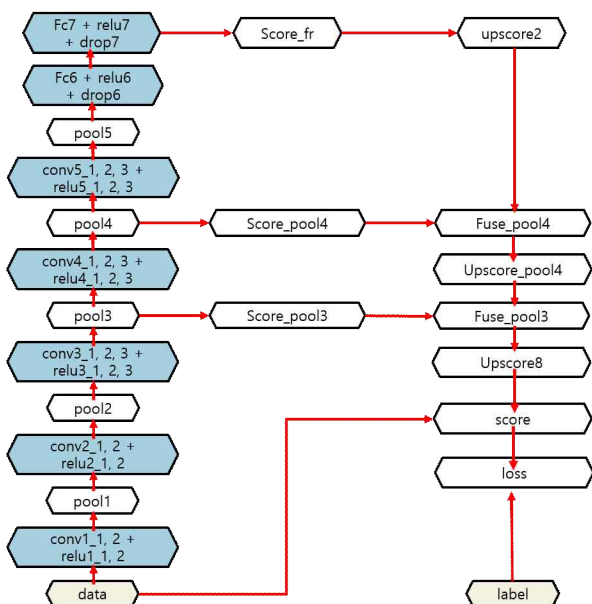 Fc7 + relu7
+ drop7
Score_fr
upscore2
Fc6 + relu6
+ drop6
pool5
conv5_1, 2, 3 +
relu5_1, 2, 3
pool4
Score_pool4
Fuse_pool4
conv4_1, 2, 3 +
relu4_1, 2, 3
Upscore_pool4
pool3
Score_pool3
Fuse_pool3
conv3_1, 2, 3 +
relu3_1, 2, 3
Upscore8
pool2
score
conv2_1, 2 +
relu2_1, 2
loss
pool1
conv1_1, 2 +
relu1_1, 2
data
label